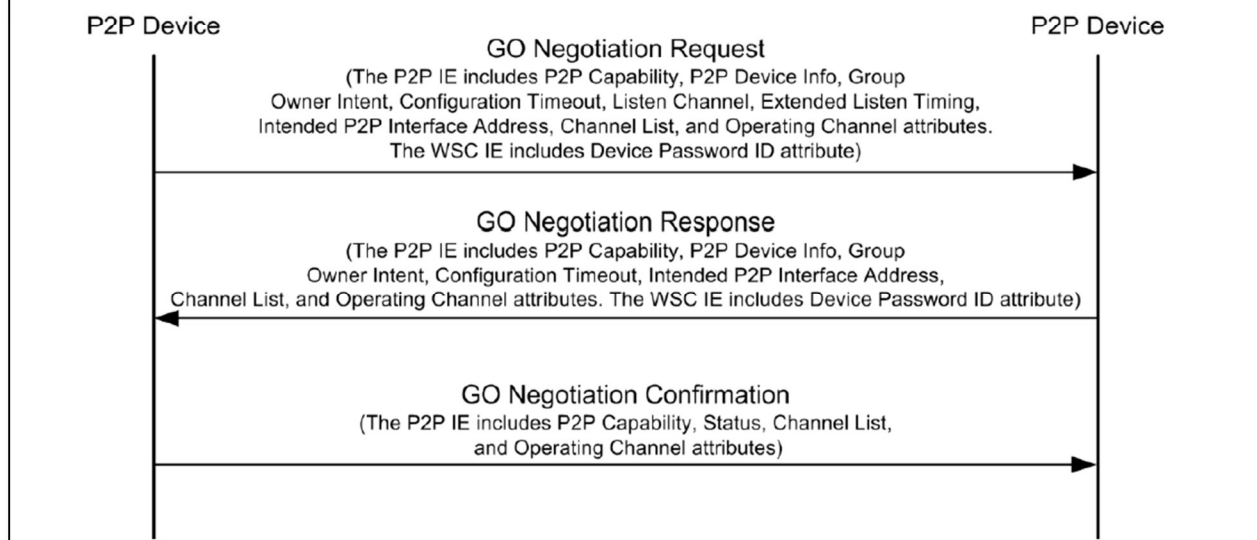 P2P Device
P2P Device
GO Negotiation Request
(The P2P IE includes P2P Capability, P2P Device Info, Group
Owner Intent, Configuration Timeout, Listen Channel, Extended Listen Timing,
Intended P2P Interface Address, Channel List, and Operating Channel attributes.
The WSC IE includes Device Password ID attribute)
GO Negotiation Response
(The P2P IE includes P2P Capability, P2P Device Info, Group
Owner Intent, Configuration Timeout, Intended P2P Interface Address,
Channel List, and Operating Channel attributes. The WSC IE includes Device Password ID attribute)
GO Negotiation Confirmation
(The P2P IE includes P2P Capability, Status, Channel List,
and Operating Channel attributes)